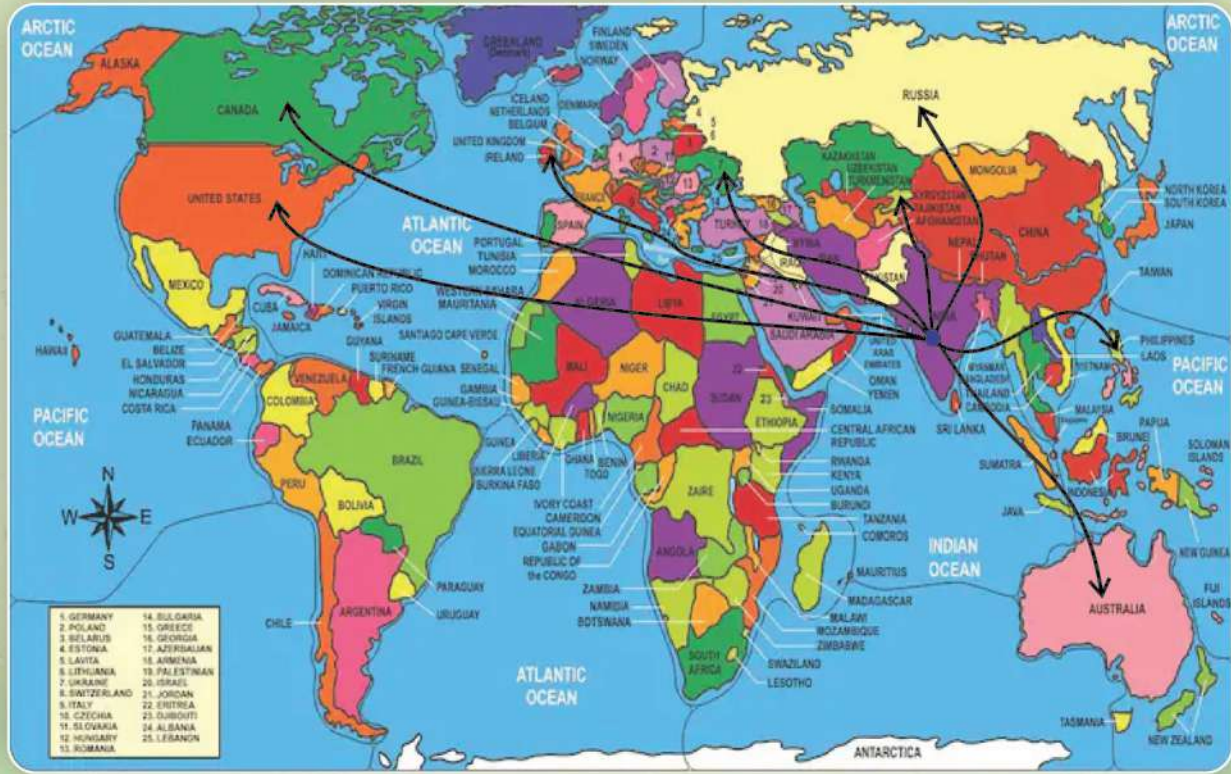 ARCTIC
OCEAN
ALASKA
CANADA
GREENLAND
(Denmark)
FINLAND
SWEDEN
NORWAY
ICELAND
DENMARK
NETHERLANDS
BELGIUM
UNITED KINGDOM
IRELAND
RUSSIA
ARCTIC
OCEAN
UNITED STATES
ATLANTIC
OCEAN
FRANCE
SPAIN
PORTUGAL
TUNISIA
MOROCCO
WESTERN SAHARA
MAURITANIA
TURKEY
SYRIA
IRAQ
IRAN
KAZAKHSTAN
UZBEKISTAN
TURKMENISTAN
KYRGYZSTAN
TAJIKISTAN
AFGHANISTAN
MONGOLIA
CHINA
NEPAL
BHUTAN
NORTH KOREA
SOUTH KOREA
JAPAN
TAIWAN
MEXICO
HAITI
DOMINICAN REPUBLIC
PUERTO RICO
VIRGIN
ISLANDS
CUBA
JAMAICA
HAWAII
GUATEMALA
BELIZE
EL SALVADOR
HONDURAS
NICARAGUA
COSTA RICA
PANAMA
ECUADOR
GUYANA
SURINAME
FRENCH GUIANA
VENEZUELA
COLOMBIA
PACIFIC
OCEAN
SANTIAGO CAPE VERDE
SENEGAL
GAMBIA
GUINEA-BISSAU
GUINEA
LIBERIA
SIERRA LEONE
BURKINA FASO
GHANA
TOGO
BENIN
ALGERIA
LIBYA
EGYPT
MALI
NIGER
CHAD
SUDAN
NIGERIA
ETHIOPIA
22
23
KUWAIT
SAUDI ARABIA
UNITED
ARAB
EMIRATES
OMAN
YEMEN
SOMALIA
CENTRAL AFRICAN
REPUBLIC
RWANDA
KENYA
UGANDA
BURUNDI
TANZANIA
COMOROS
MYANMAR
BANGLADESH
THAILAND
CAMBODIA
VIETNAM
PHILIPPINES
LAOS
PACIFIC
OCEAN
SRI LANKA
MALAYSIA
BRUNEI
SUMATRA
INDONESIA
JAVA
PAPUA
NEW GUINEA
SOLOMAN
ISLANDS
FIJI
ISLANDS
BRAZIL
PERU
BOLIVIA
PARAGUAY
URUGUAY
ARGENTINA
CHILE
IVORY COAST
CAMERDON
EQUATORIAL GUINEA
GABON
REPUBLIC OF
the CONGO
ZAIRE
ANGOLA
ZAMBIA
NAMIDIA
BOTSWANA
SOUTH
AFRICA
MAURITIUS
MADAGASCAR
MALAWI
MOZAMBIQUE
ZIMBABWE
SWAZILAND
LESOTHO
INDIAN
OCEAN
ATLANTIC
OCEAN
AUSTRALIA
TASMANIA
NEW ZEALAND
ANTARCTICA
N
W E
S
1. GERMANY
2. POLAND
3. BELARUS
4. ESTONIA
5. LAVITA
6. LITHUANIA
7. UKRAINE
8. SWITZERLAND
9. ITALY
10. CZECHIA
11. SLOVAKIA
12. HUNGARY
13. ROMANIA
14. BULGARIA
15. GREECE
16. GEORGIA
17. AZERBAIJAN
18. ARMENIA
19. PALESTINIAN
20. ISRAEL
21. JORDAN
22. ERITREA
23. DJIBOUTI
24. ALBANIA
25. LEBANON